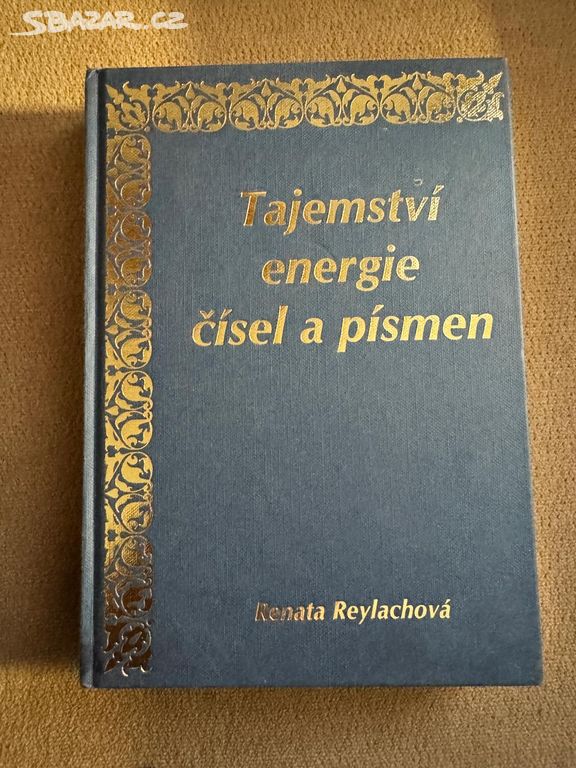 SBAZAR.CZ
Tajemství
energie
čísel a písmen
Renata Reylachová